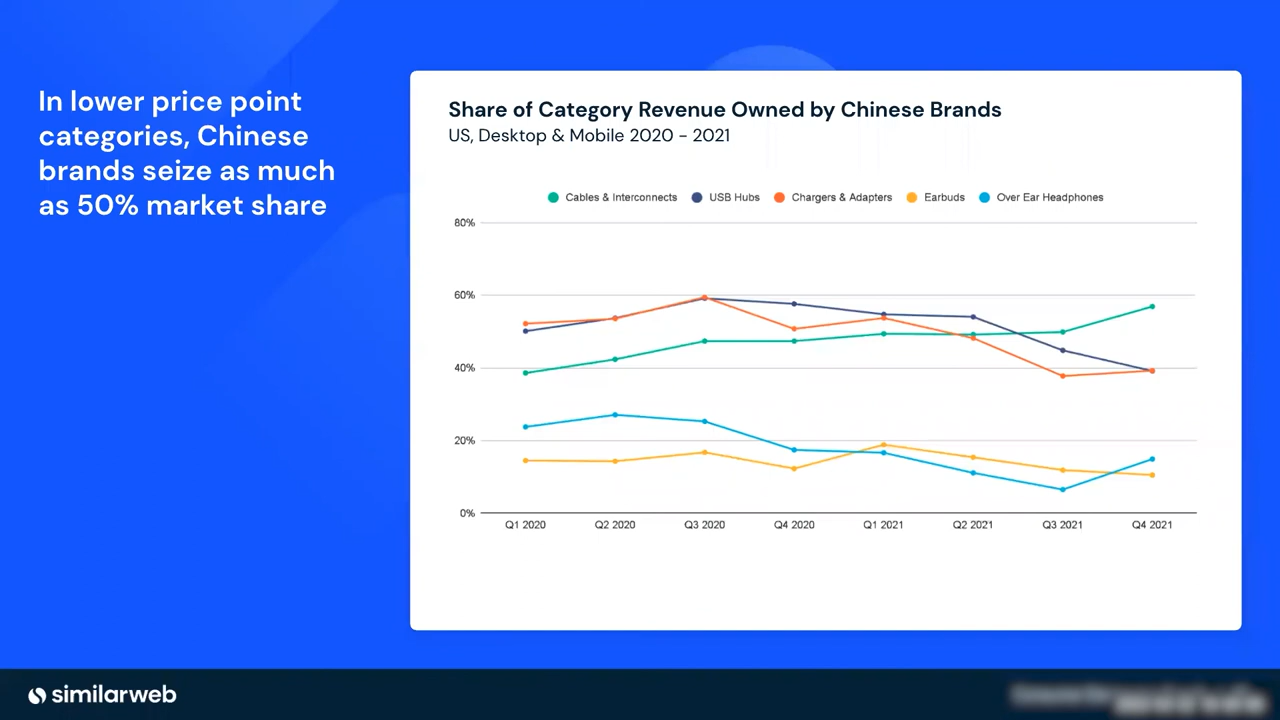 In lower price point
categories, Chinese
brands seize as much
as 50% market share
Share of Category Revenue Owned by Chinese Brands
US, Desktop & Mobile 2020 - 2021
Cables & Interconnects USB Hubs Chargers & Adapters Earbuds Over Ear Headphones
80%
60%
40%
20%
0%
Q1 2020 Q2 2020 Q3 2020 Q4 2020 Q1 2021 Q2 2021 Q3 2021 Q4 2021
similarweb